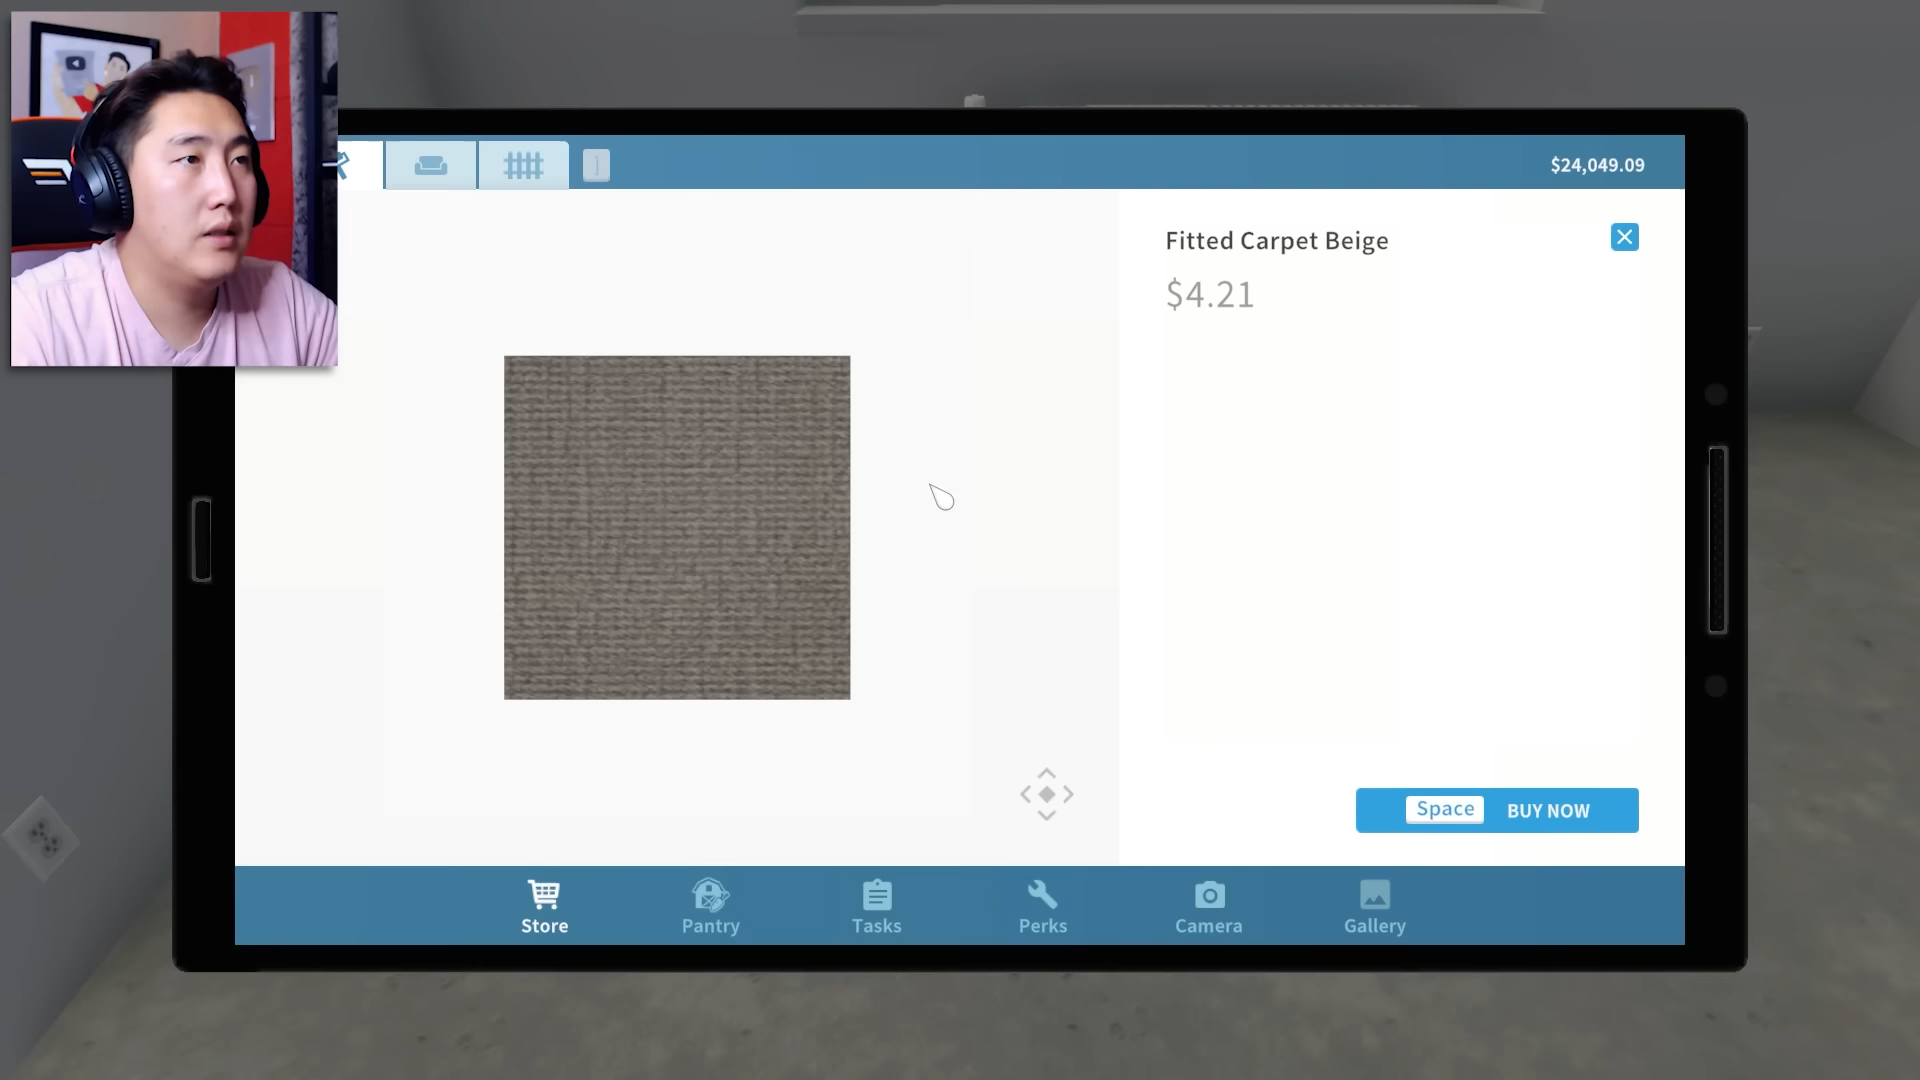 ]
$24,049.09
Fitted Carpet Beige
$4.21
Space BUY NOW
Store Pantry Tasks Perks Camera Gallery